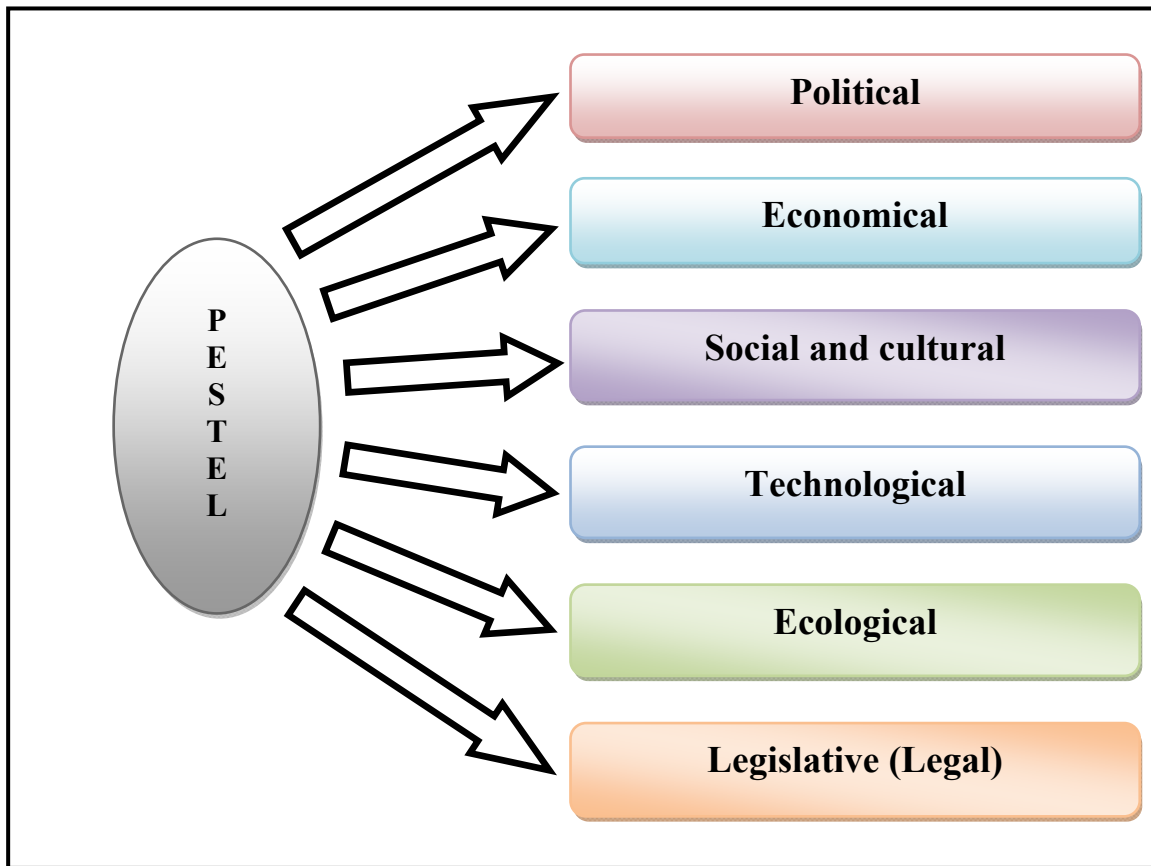 P
E
S
T
E
L
Political
Economical
Social and cultural
Technological
Ecological
Legislative (Legal)